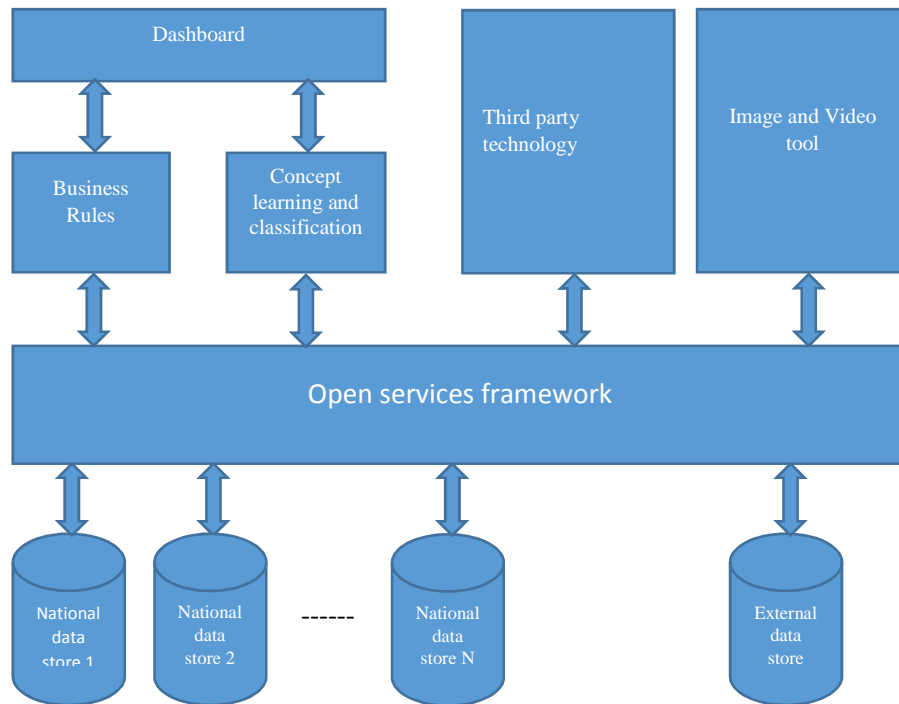 Dashboard
Third party
technology
Image and Video
tool
Business
Rules
Concept
learning and
classification
Open services framework
National
data
store 1
National
data
store 2
------
National
data
store N
External
data
store